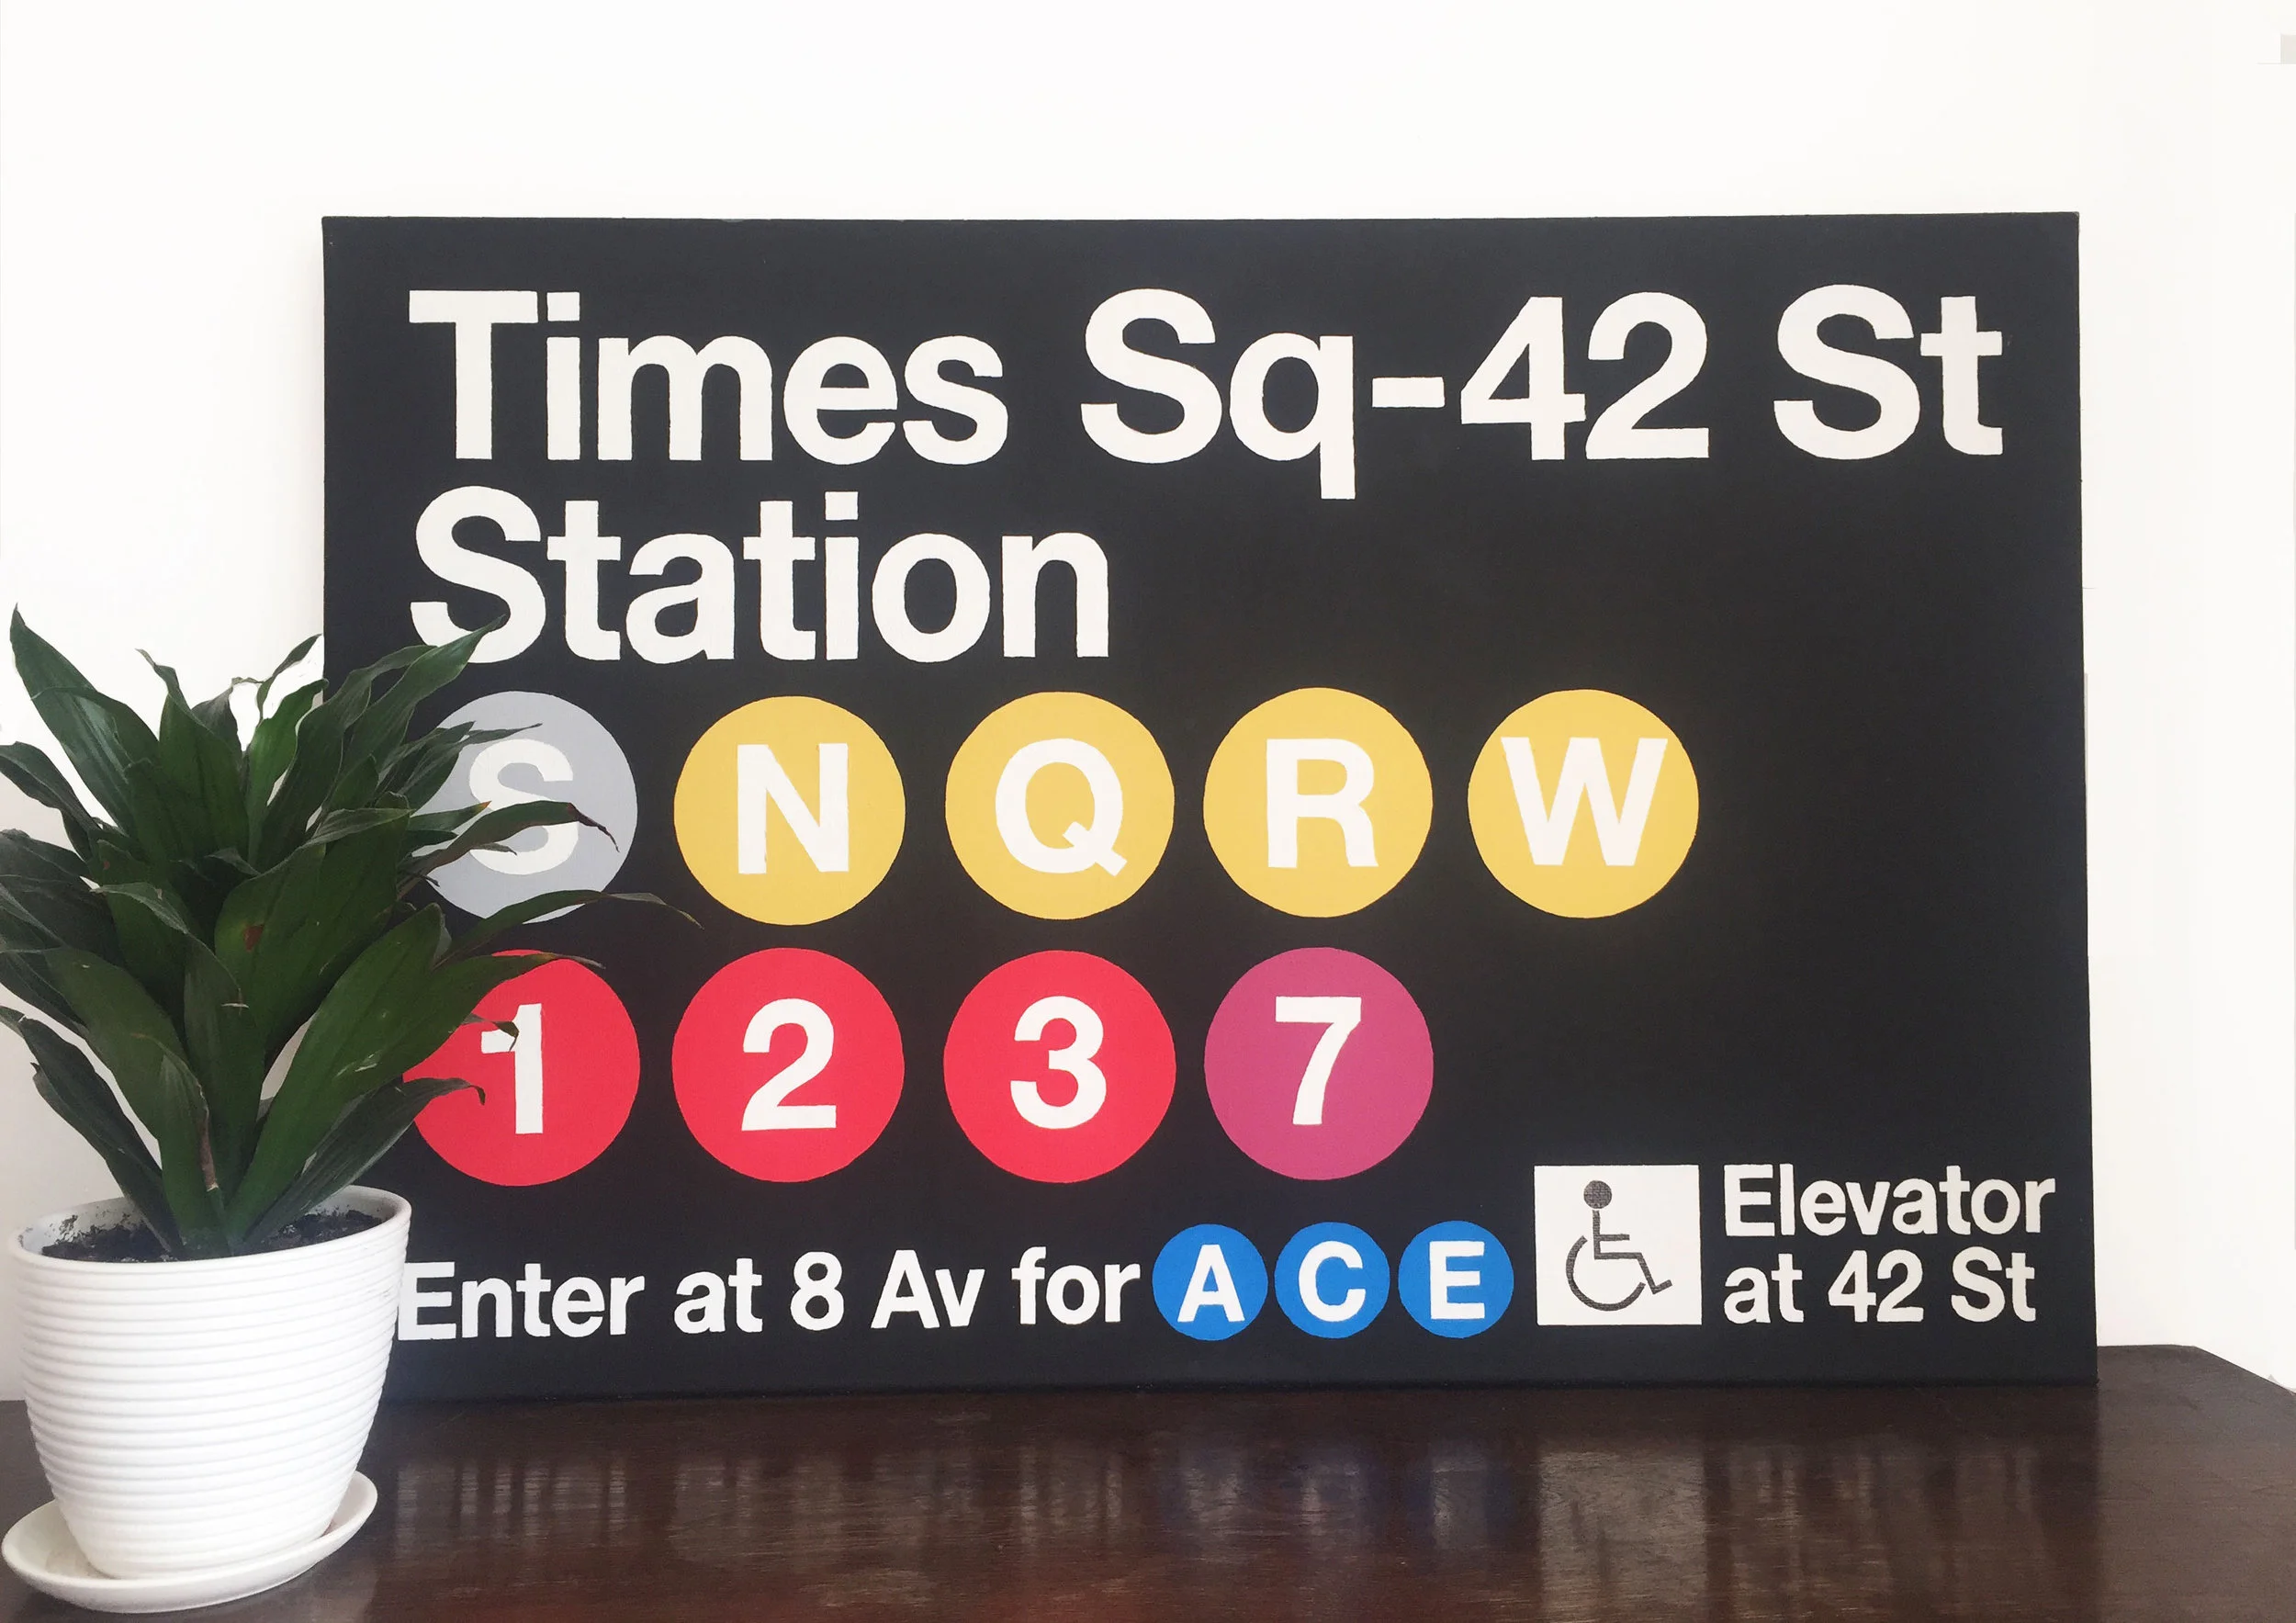 Times Sq-42 St
Station
S N Q R W
1 2 3 7
Enter at 8 Av for A C E
Elevator
at 42 St